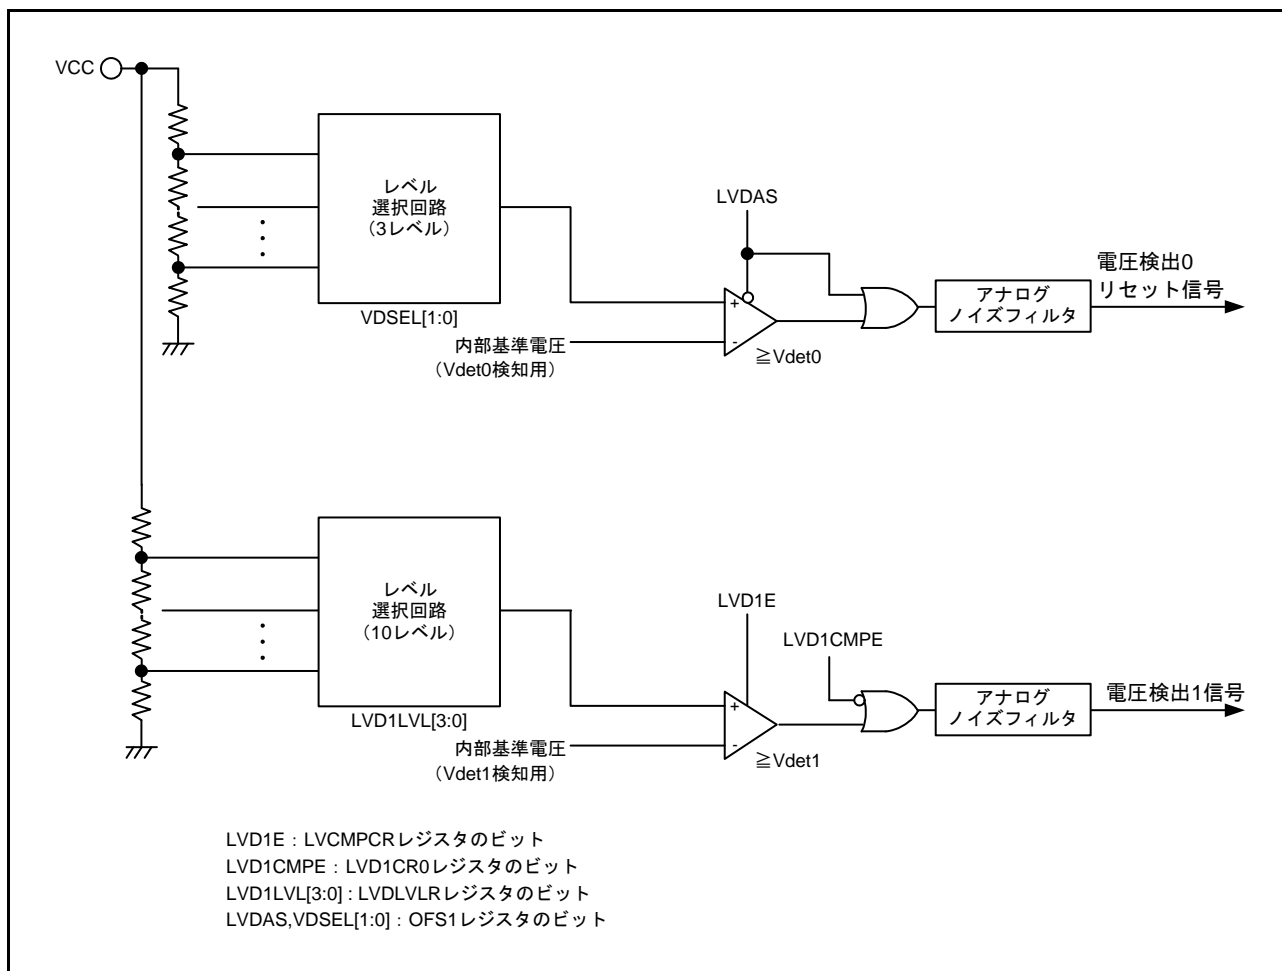 VCC
レベル
選択回路
（3レベル）
VDSEL[1:0]
内部基準電圧
（Vdet0検知用）
LVDAS
+
-
≧Vdet0
アナログ
ノイズフィルタ
電圧検出0
リセット信号
レベル
選択回路
（10レベル）
LVD1LVL[3:0]
内部基準電圧
（Vdet1検知用）
LVD1E
+
-
≧Vdet1
LVD1CMPE
アナログ
ノイズフィルタ
電圧検出1信号
LVD1E：LVCMPCRレジスタのビット
LVD1CMPE：LVD1CR0レジスタのビット
LVD1LVL[3:0]：LVDLVLRレジスタのビット
LVDAS,VDSEL[1:0]：OFS1レジスタのビット